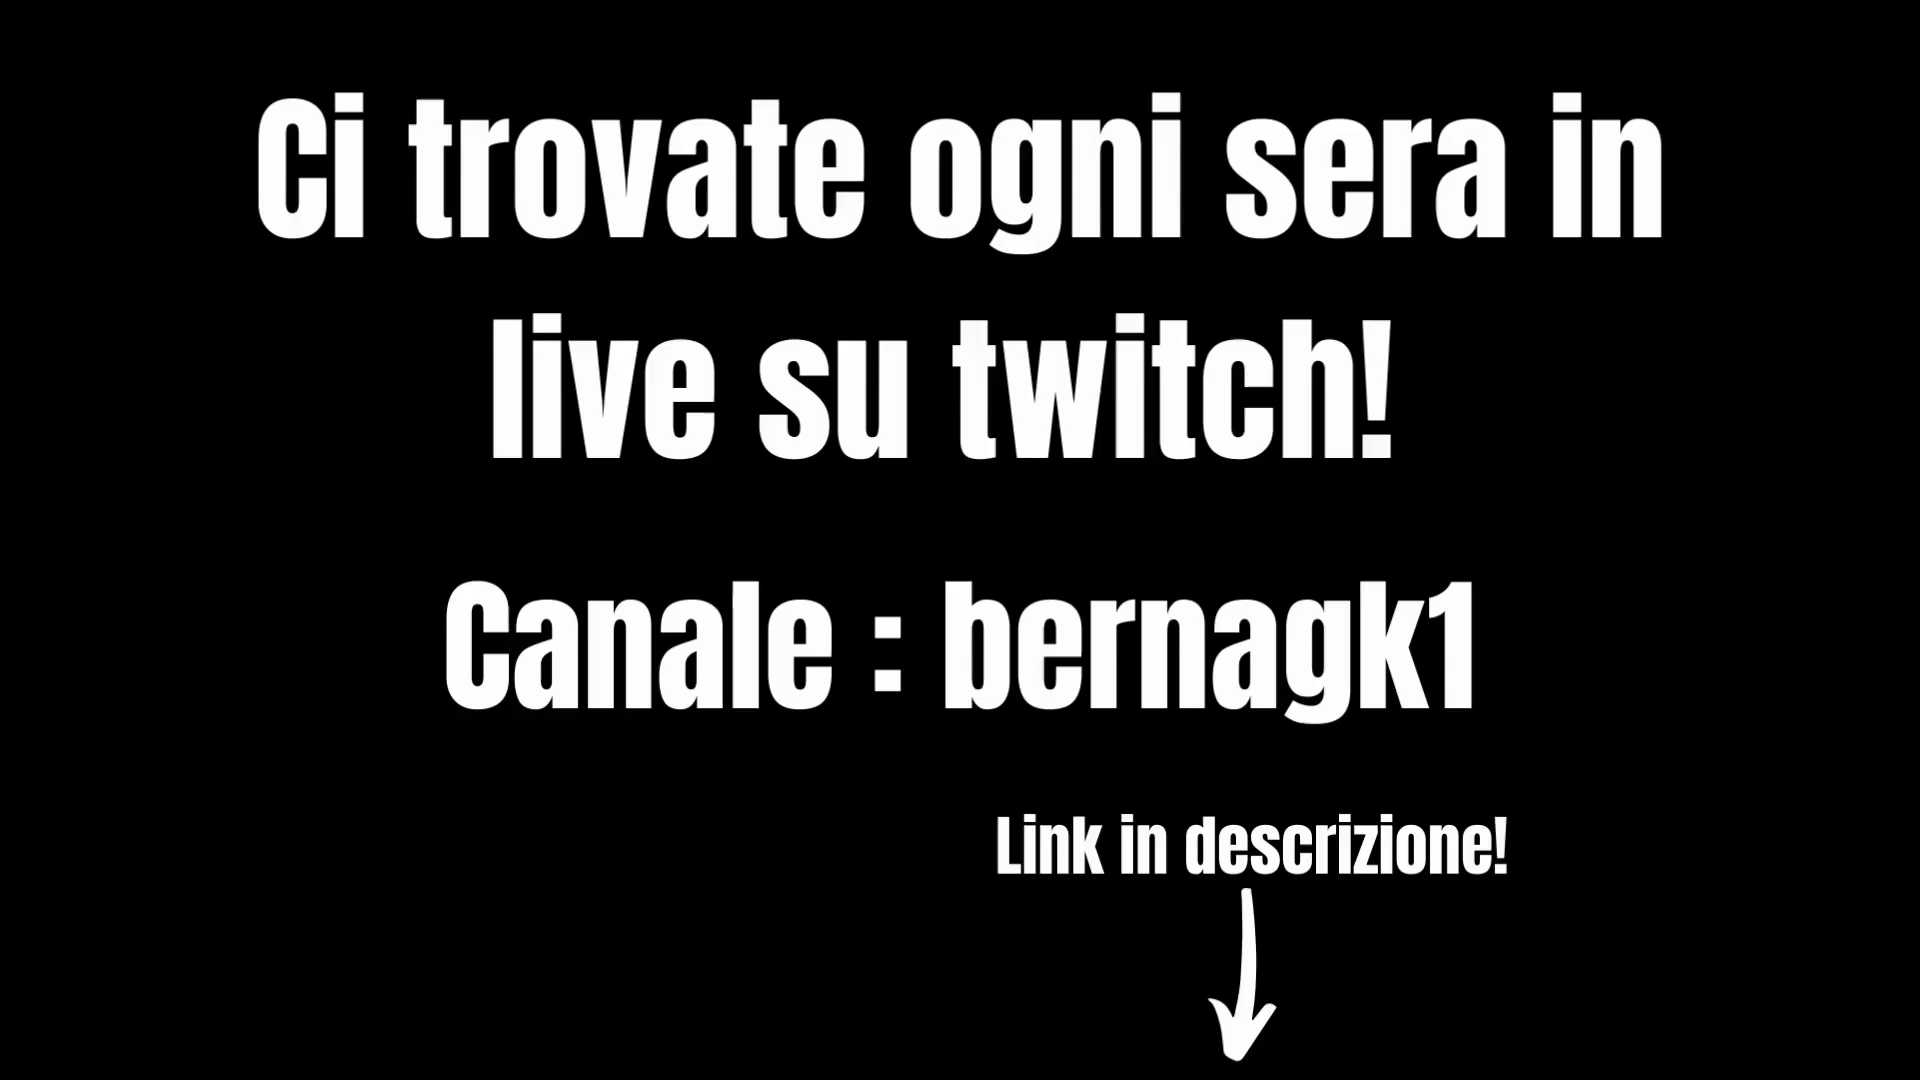 Ci trovate ogni sera in
live su twitch!
Canale : bernagk1
Link in descrizione!